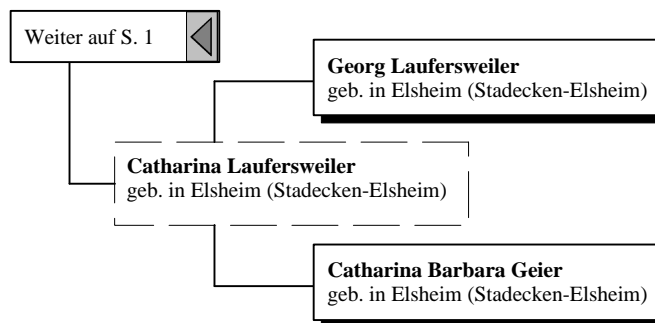 Weiter auf S. 1
Georg Laufersweiler
geb. in Elsheim (Stadecken-Elsheim)
Catharina Laufersweiler
geb. in Elsheim (Stadecken-Elsheim)
Catharina Barbara Geier
geb. in Elsheim (Stadecken-Elsheim)